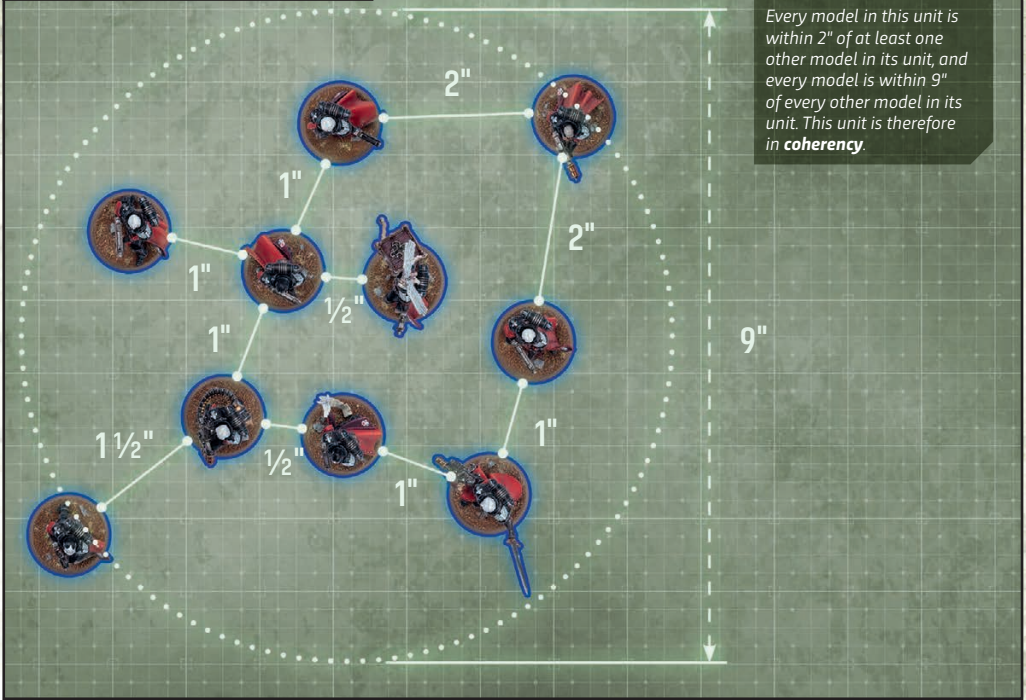 Every model in this unit is
within 2" of at least one
other model in its unit, and
every model is within 9"
of every other model in its
unit. This unit is therefore
in coherency.
2"
1"
2"
1"
½"
1"
9"
1"
1 ½"
½"
1"